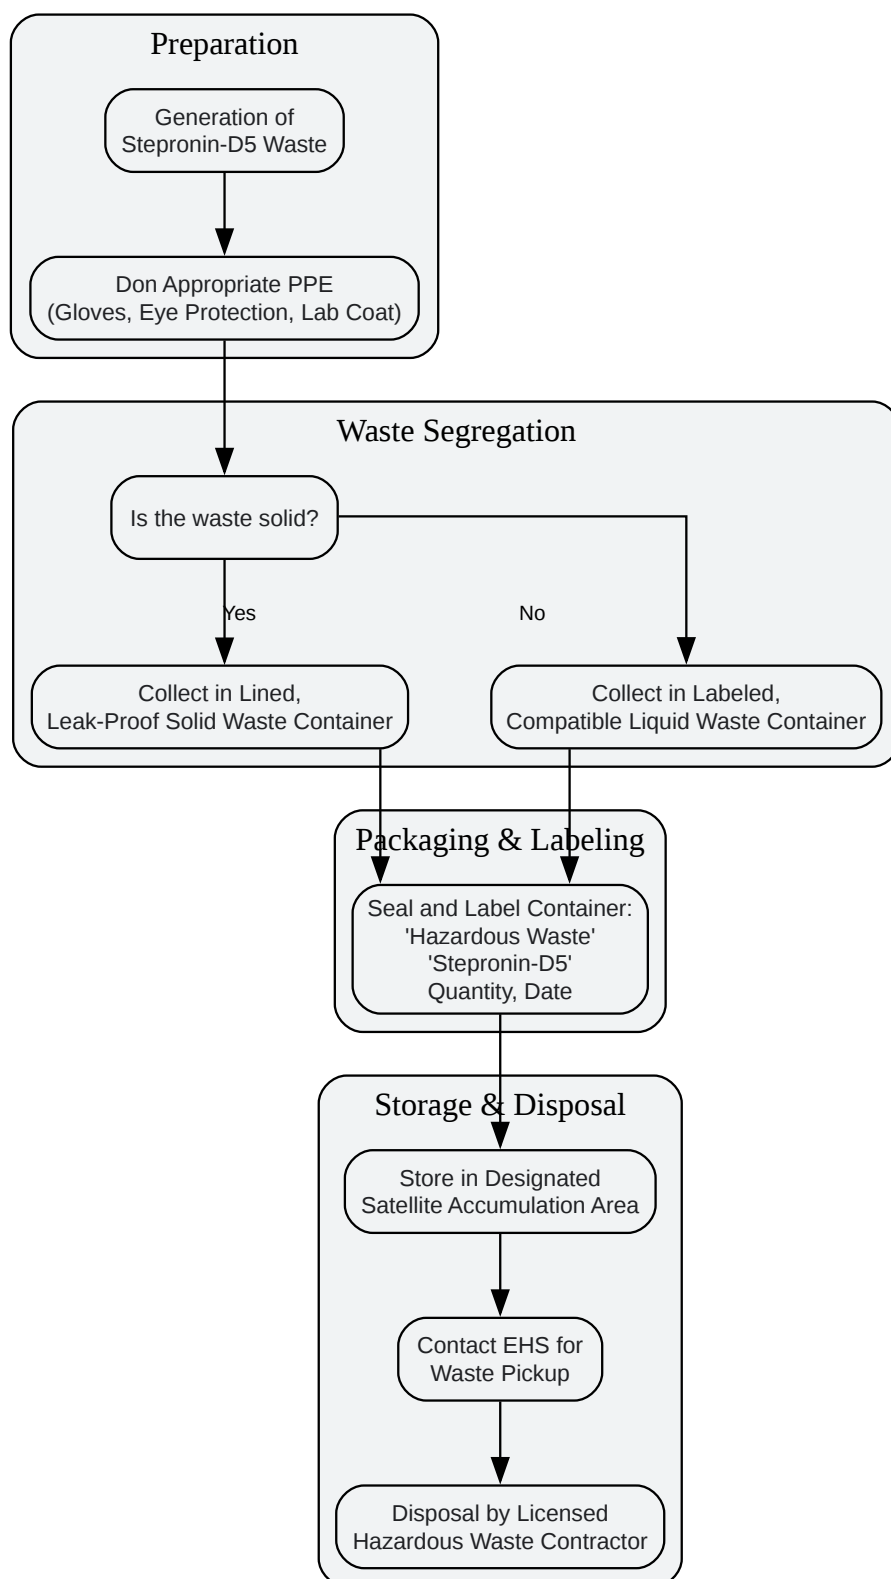 Preparation
Generation of
Stepronin-D5 Waste
Don Appropriate PPE
(Gloves, Eye Protection, Lab Coat)
Waste Segregation
Is the waste solid?
Yes
No
Collect in Lined,
Leak-Proof Solid Waste Container
Collect in Labeled,
Compatible Liquid Waste Container
Packaging & Labeling
Seal and Label Container:
'Hazardous Waste'
'Stepronin-D5'
Quantity, Date
Storage & Disposal
Store in Designated
Satellite Accumulation Area
Contact EHS for
Waste Pickup
Disposal by Licensed
Hazardous Waste Contractor